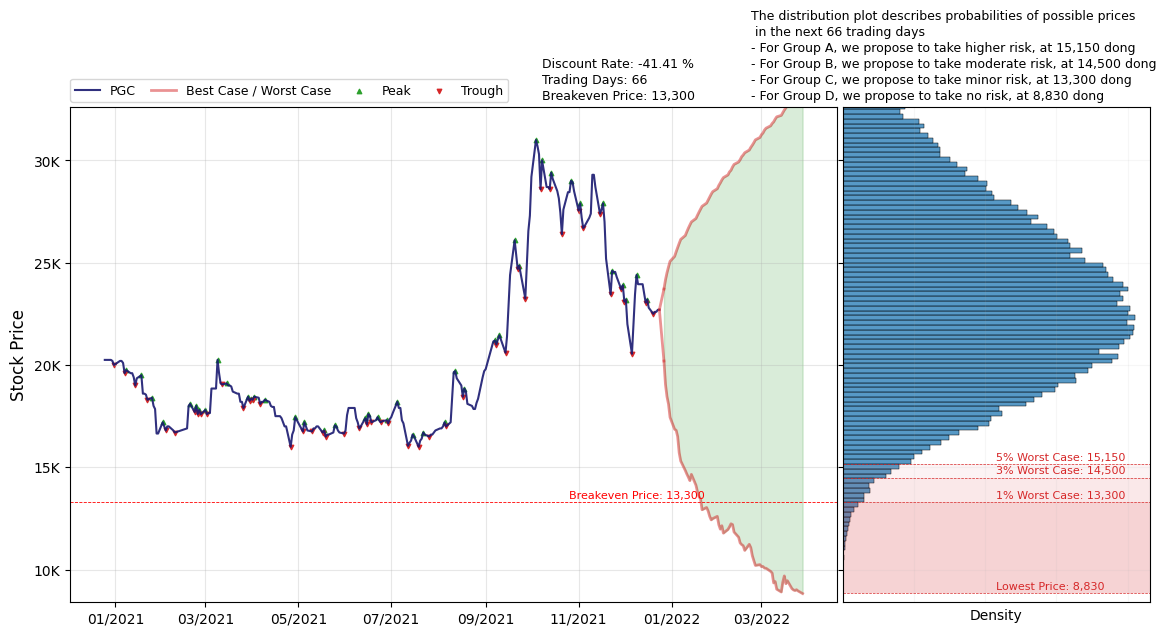 The distribution plot describes probabilities of possible prices
in the next 66 trading days
- For Group A, we propose to take higher risk, at 15,150 dong
- For Group B, we propose to take moderate risk, at 14,500 dong
- For Group C, we propose to take minor risk, at 13,300 dong
- For Group D, we propose to take no risk, at 8,830 dong
Discount Rate: -41.41 %
Trading Days: 66
Breakeven Price: 13,300
PGC
Best Case / Worst Case
Peak
Trough
Stock Price
30K
25K
20K
15K
10K
Breakeven Price: 13,300
01/2021
03/2021
05/2021
07/2021
09/2021
11/2021
01/2022
03/2022
5% Worst Case: 15,150
3% Worst Case: 14,500
1% Worst Case: 13,300
Lowest Price: 8,830
Density